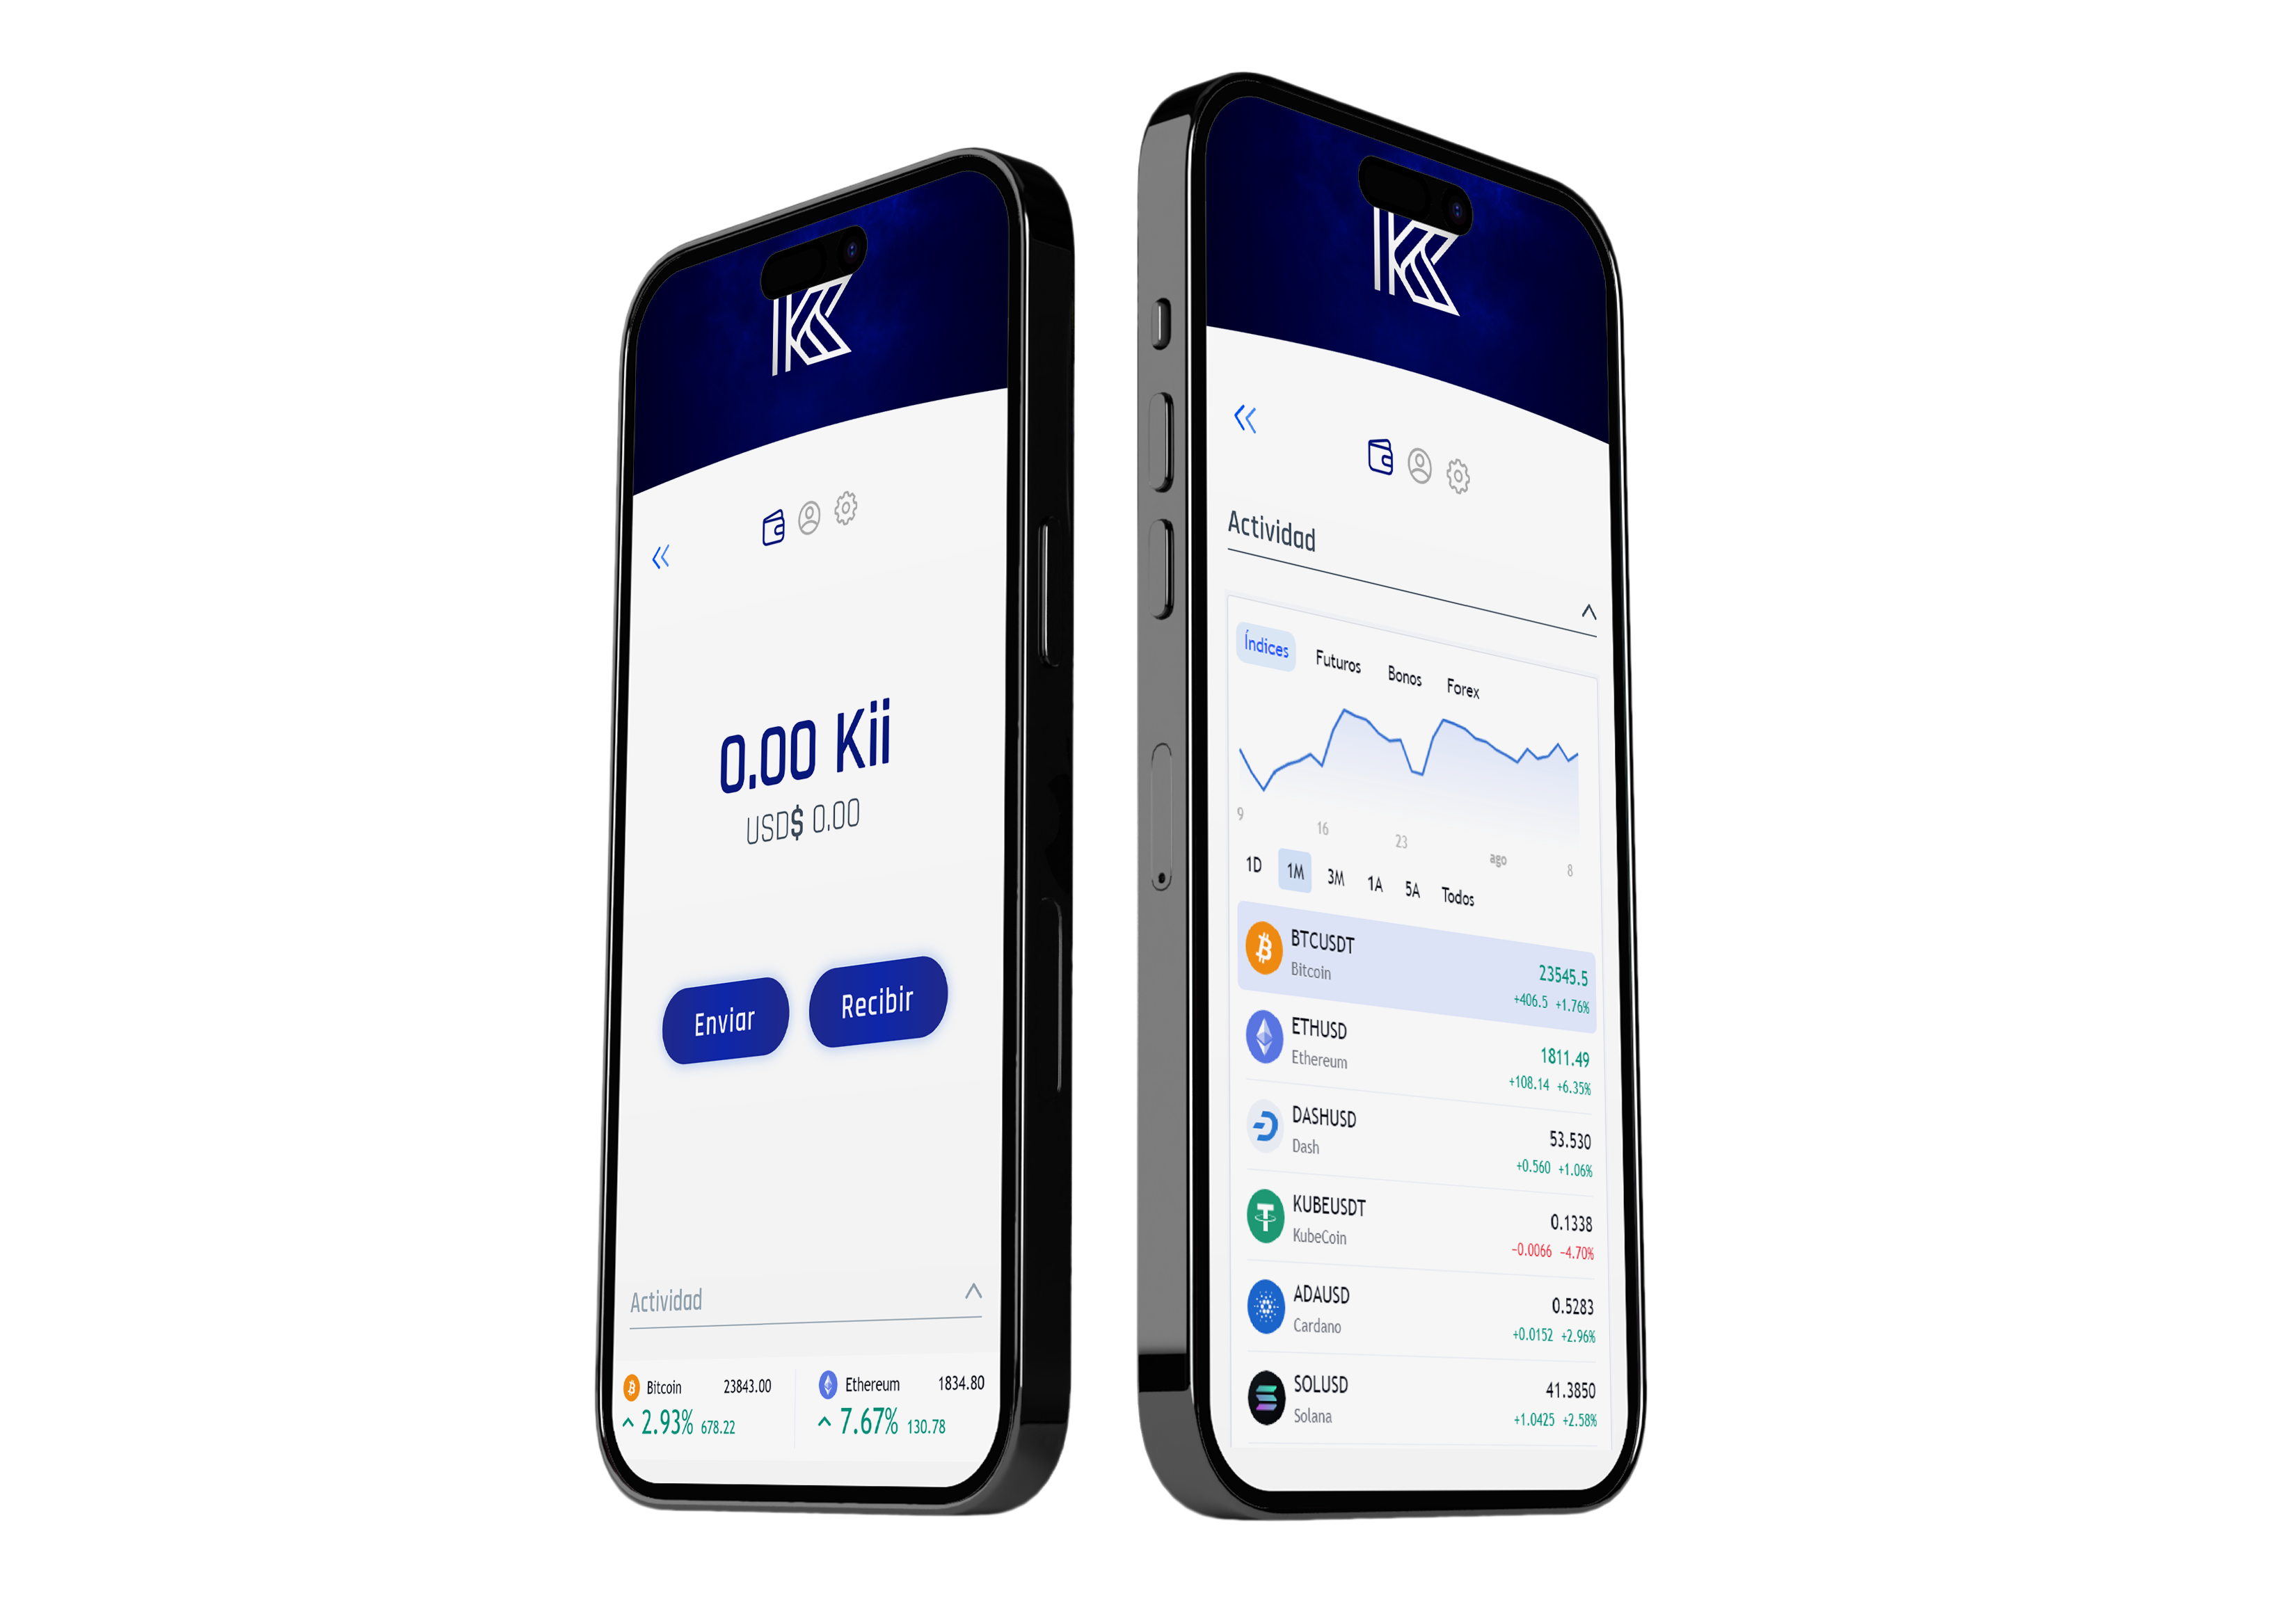 0.00 Kii
USD$ 0.00
Enviar
Recibir
Actividad
Bitcoin 23843.00
2.93% 678.22
Ethereum 1834.80
7.67% 130.78
Actividad
Índices Futuros Bonos Forex
9 16 23 ago 8
1D 1M 3M 1A 5A Todos
BTCUSDT 23545.5
Bitcoin +406.5 +1.76%
ETHUSD 1811.49
Ethereum +108.14 +6.35%
DASHUSD 53.530
Dash +0.560 +1.06%
KUBEUSDT 0.1338
KubeCoin −0.0066 −4.70%
ADAUSD 0.5283
Cardano +0.0152 +2.96%
SOLUSD 41.3850
Solana +1.0425 +2.58%